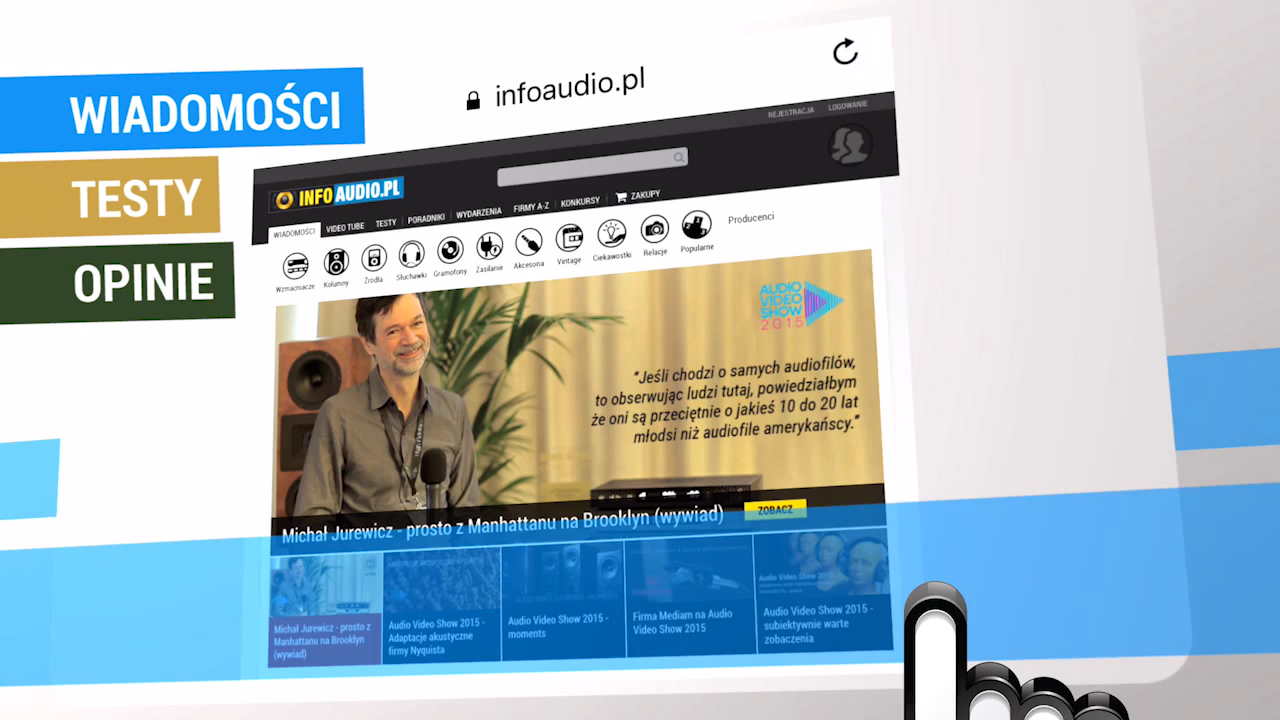 WIADOMOŚCI
TESTY
OPINIE
infoaudio.pl
REJESTRACJA LOGOWANIE
INFOAUDIO.PL
WIADOMOŚCI VIDEO TUBE TESTY PORADNIKI WYDARZENIA FIRMY A-Z KONKURSY ZAKUPY
Wzmacniacze Kolumny Źródła Słuchawki Gramofony Zasilanie Akcesoria Vintage Ciekawostki Relacje Popularne Producenci
AUDIO
VIDEO
SHOW
2015
“Jeśli chodzi o samych audiofilów,
to obserwując ludzi tutaj, powiedziałbym
że oni są przeciętnie o jakieś 10 do 20 lat
młodsi niż audiofile amerykańscy.”
Michał Jurewicz - prosto z Manhattanu na Brooklyn (wywiad)
ZOBACZ
Michał Jurewicz - prosto z
Manhattanu na Brooklyn
(wywiad)
Audio Video Show 2015 -
Adaptacje akustyczne
firmy Nyquista
Audio Video Show 2015 -
moments
Firma Mediam na Audio
Video Show 2015
Audio Video Show 2015 -
subiektywnie warte
zobaczenia